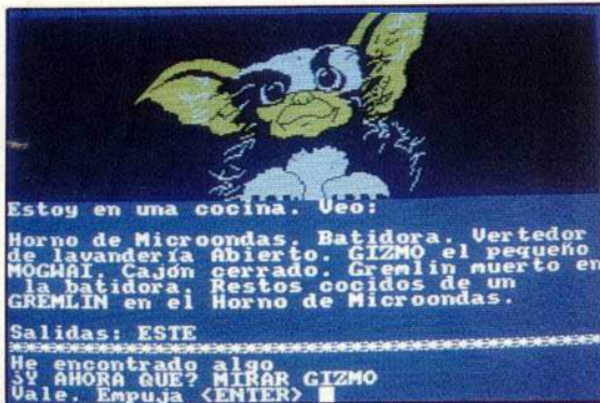 Estoy en una cocina. Veo:
Horno de Microondas. Batidora. Vertedor
de lavandería Abierto. GIZMO el pequeño
MOGWAI. Cajón cerrado. Gremlin muerto en
la batidora. Restos cocidos de un
GREMLIN en el Horno de Microondas.
Salidas: ESTE
He encontrado algo
¿Y AHORA QUE? MIRAR GIZMO
Vale. Empuja <ENTER>